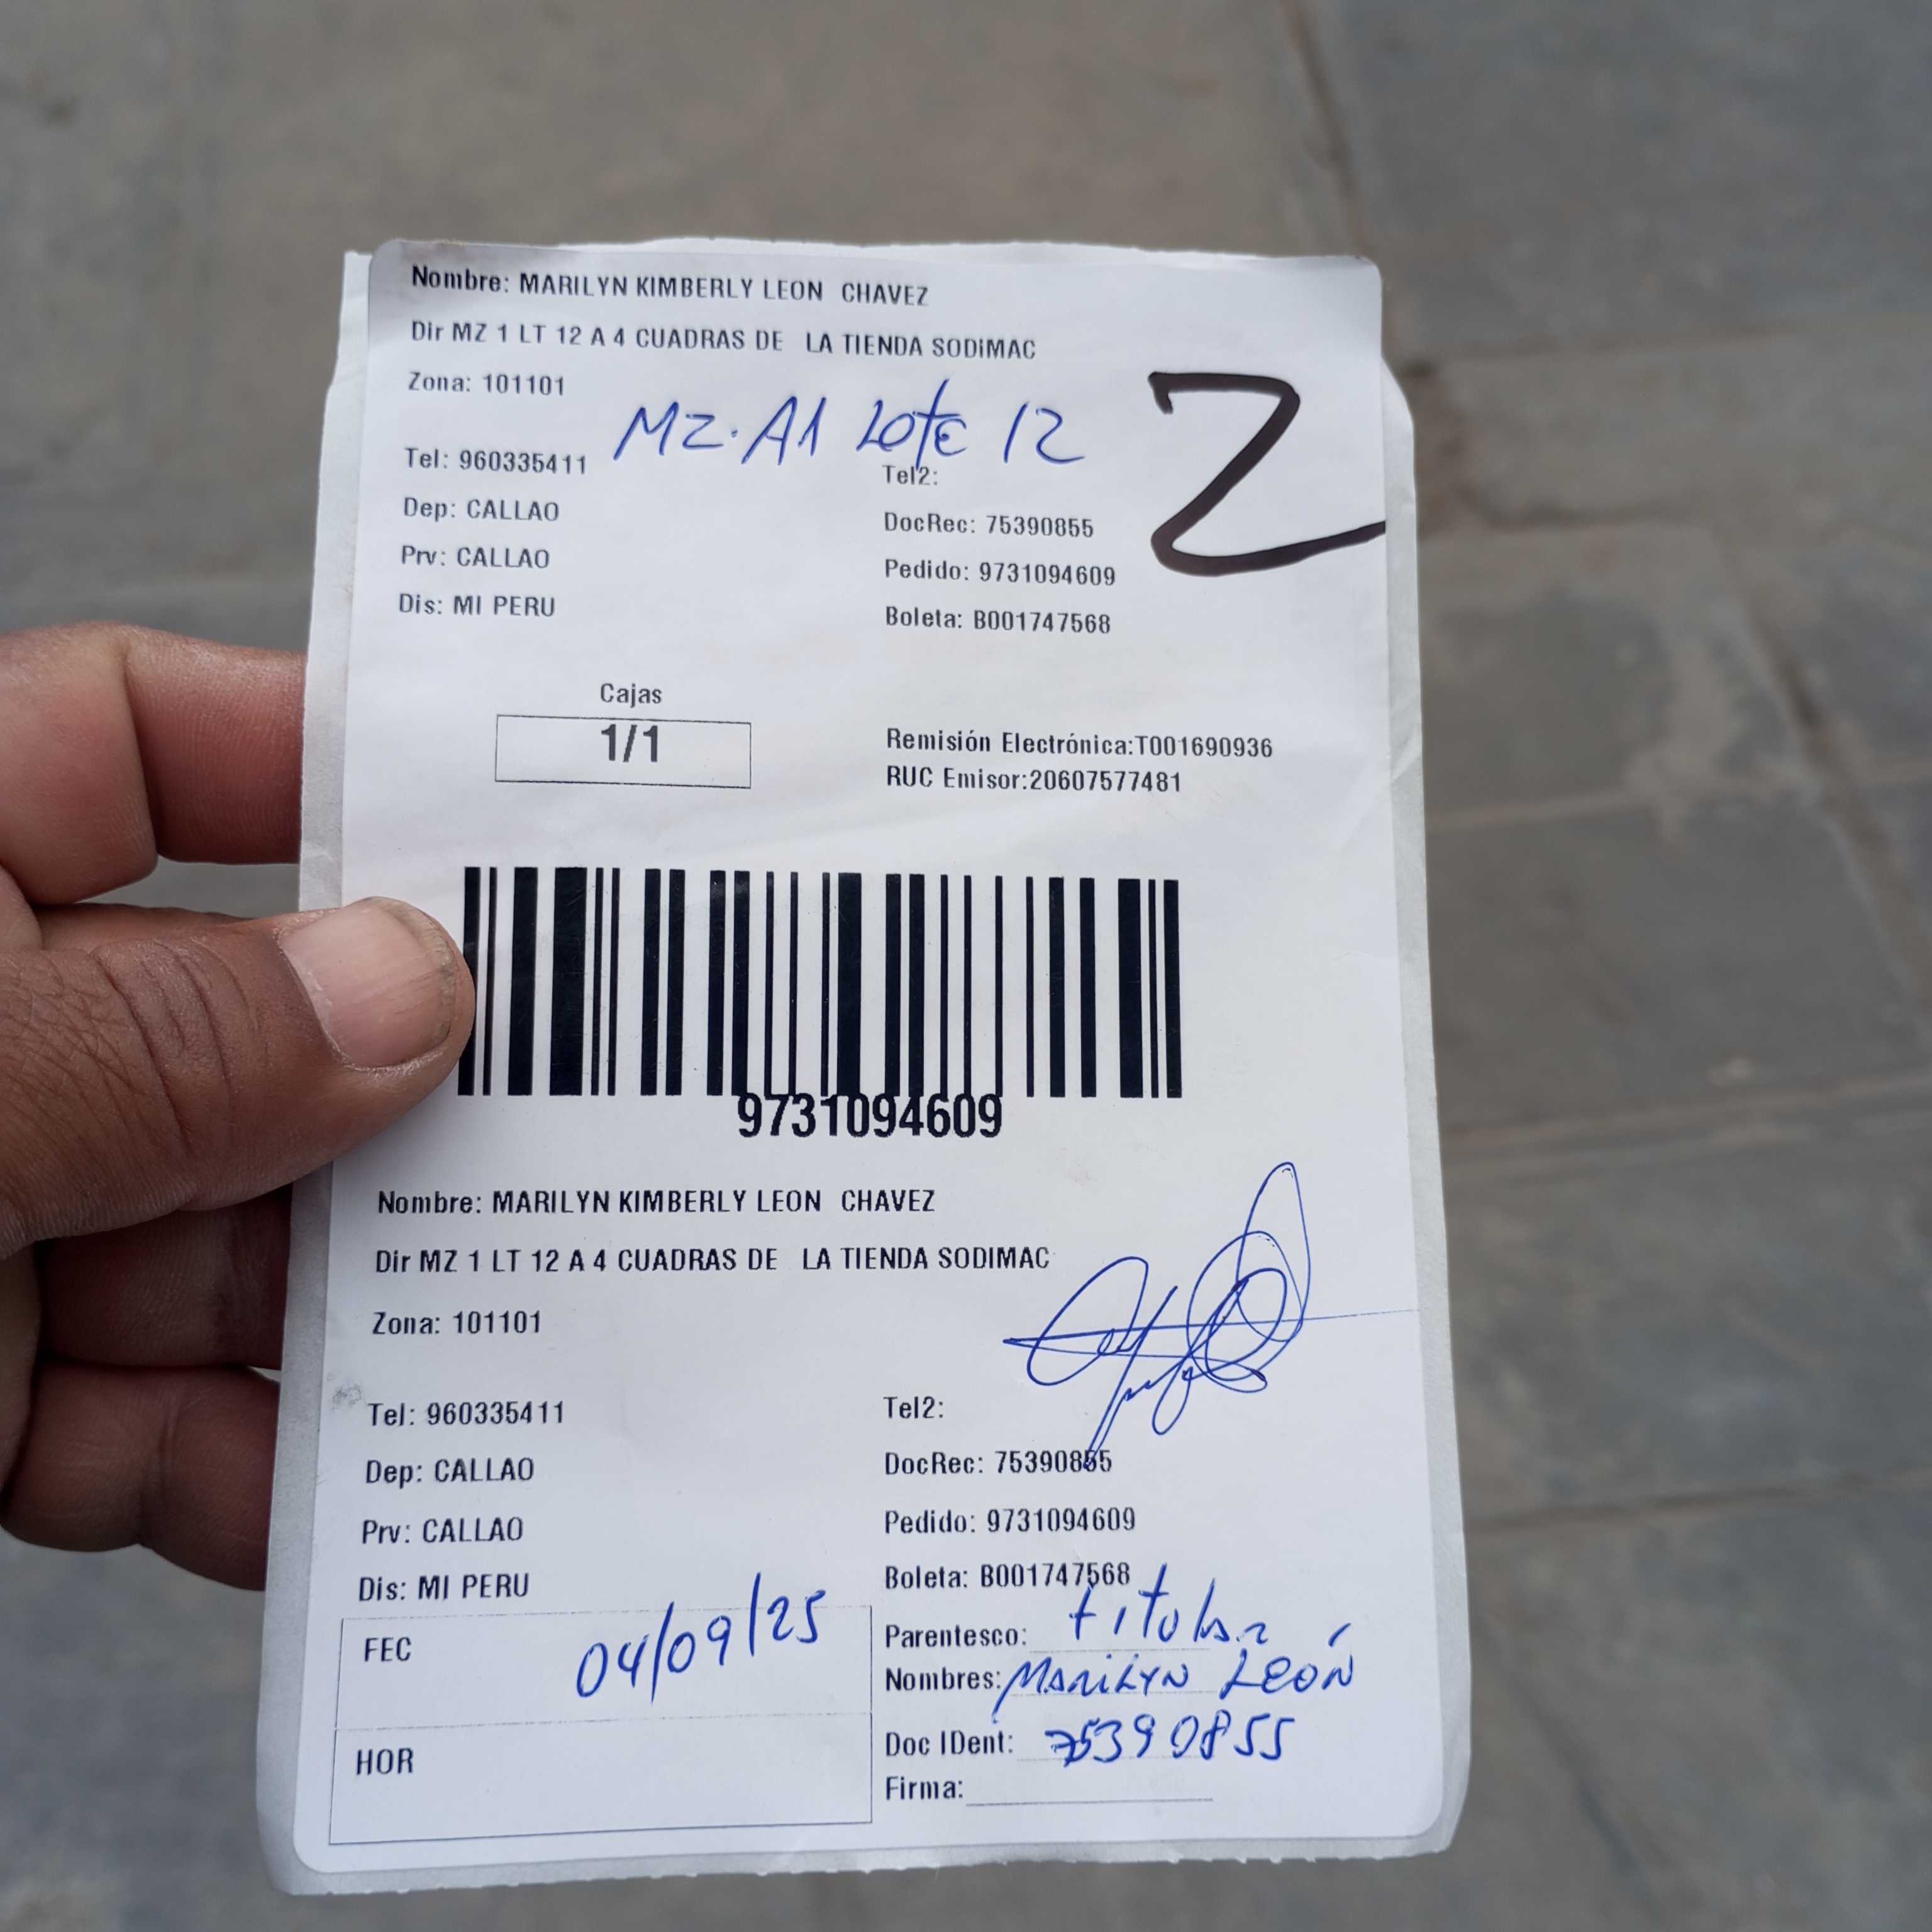 Nombre: MARILYN KIMBERLY LEON CHAVEZ
Dir MZ 1 LT 12 A 4 CUADRAS DE LA TIENDA SODIMAC
Zona: 101101
MZ. A1 Lote 12
Z
Tel: 960335411
Tel2:
Dep: CALLAO
DocRec: 75390855
Prv: CALLAO
Pedido: 9731094609
Dis: MI PERU
Boleta: B001747568
Cajas
1/1
Remisión Electrónica:T001690936
RUC Emisor:20607577481
9731094609
Nombre: MARILYN KIMBERLY LEON CHAVEZ
Dir MZ 1 LT 12 A 4 CUADRAS DE LA TIENDA SODIMAC
Zona: 101101
Tel: 960335411
Tel2:
Dep: CALLAO
DocRec: 75390855
Prv: CALLAO
Pedido: 9731094609
Dis: MI PERU
Boleta: B001747568
FEC 04/09/25
Parentesco: titular
Nombres: MARILYN LEÓN
HOR
Doc IDent: 75390855
Firma: